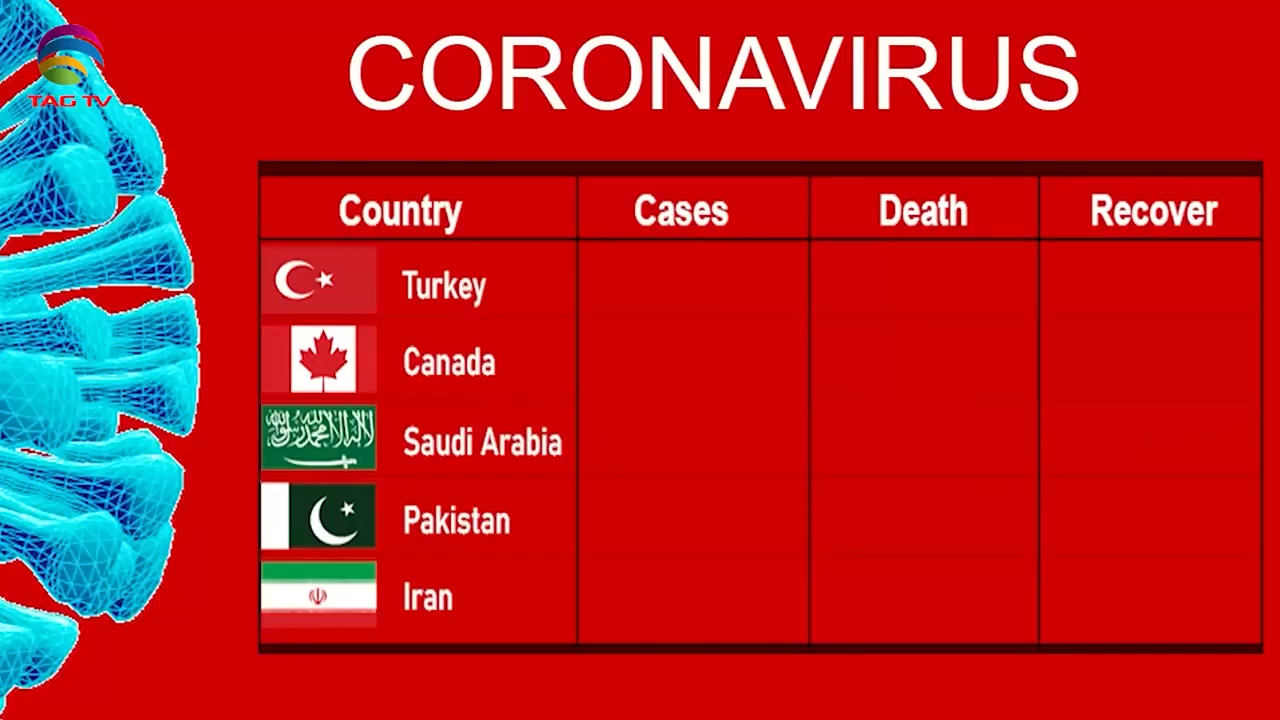 TAG TV
CORONAVIRUS
Country Cases Death Recover
Turkey
Canada
Saudi Arabia
Pakistan
Iran